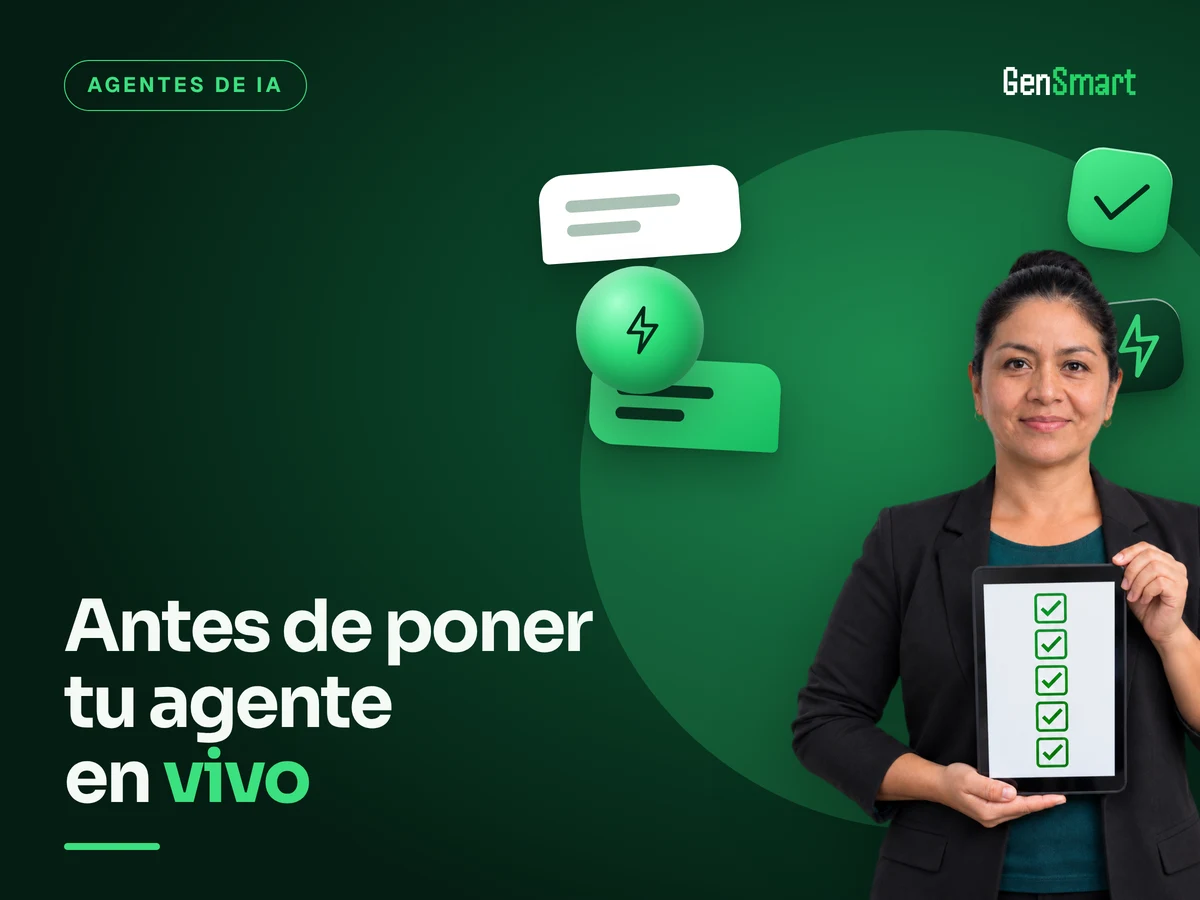 AGENTES DE IA
GenSmart
Antes de poner
tu agente
en vivo